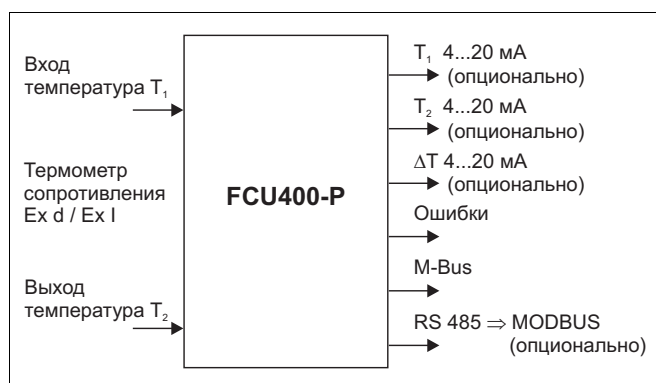 Вход
температура T₁
Термометр
сопротивления
Ex d / Ex I
Выход
температура T₂
FCU400-P
T₁ 4...20 мА
(опционально)
T₂ 4...20 мА
(опционально)
ΔT 4...20 мА
(опционально)
Ошибки
M-Bus
RS 485 ⇒ MODBUS
(опционально)